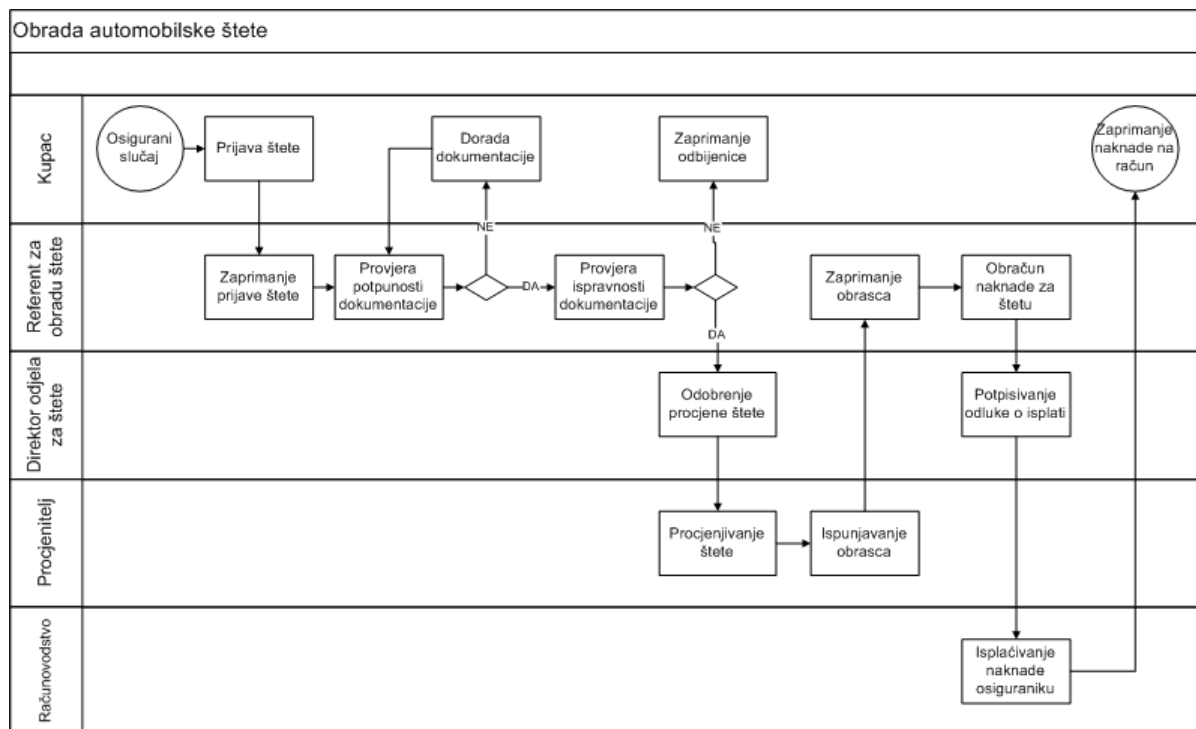 Obrada automobilske štete
Kupac
Osigurani
slučaj
Prijava štete
Dorada
dokumentacije
Zaprimanje
odbijenice
Zaprimanje
naknade na
račun
NE
NE
Referent za
obradu štete
Zaprimanje
prijave štete
Provjera
potpunosti
dokumentacije
DA
Provjera
ispravnosti
dokumentacije
DA
Zaprimanje
obrasca
Obračun
naknade za
štetu
Direktor odjela
za štete
Odobrenje
procjene štete
Potpisivanje
odluke o isplati
Procjenitelj
Procjenjivanje
štete
Ispunjavanje
obrasca
Računovodstvo
Isplaćivanje
naknade
osiguraniku